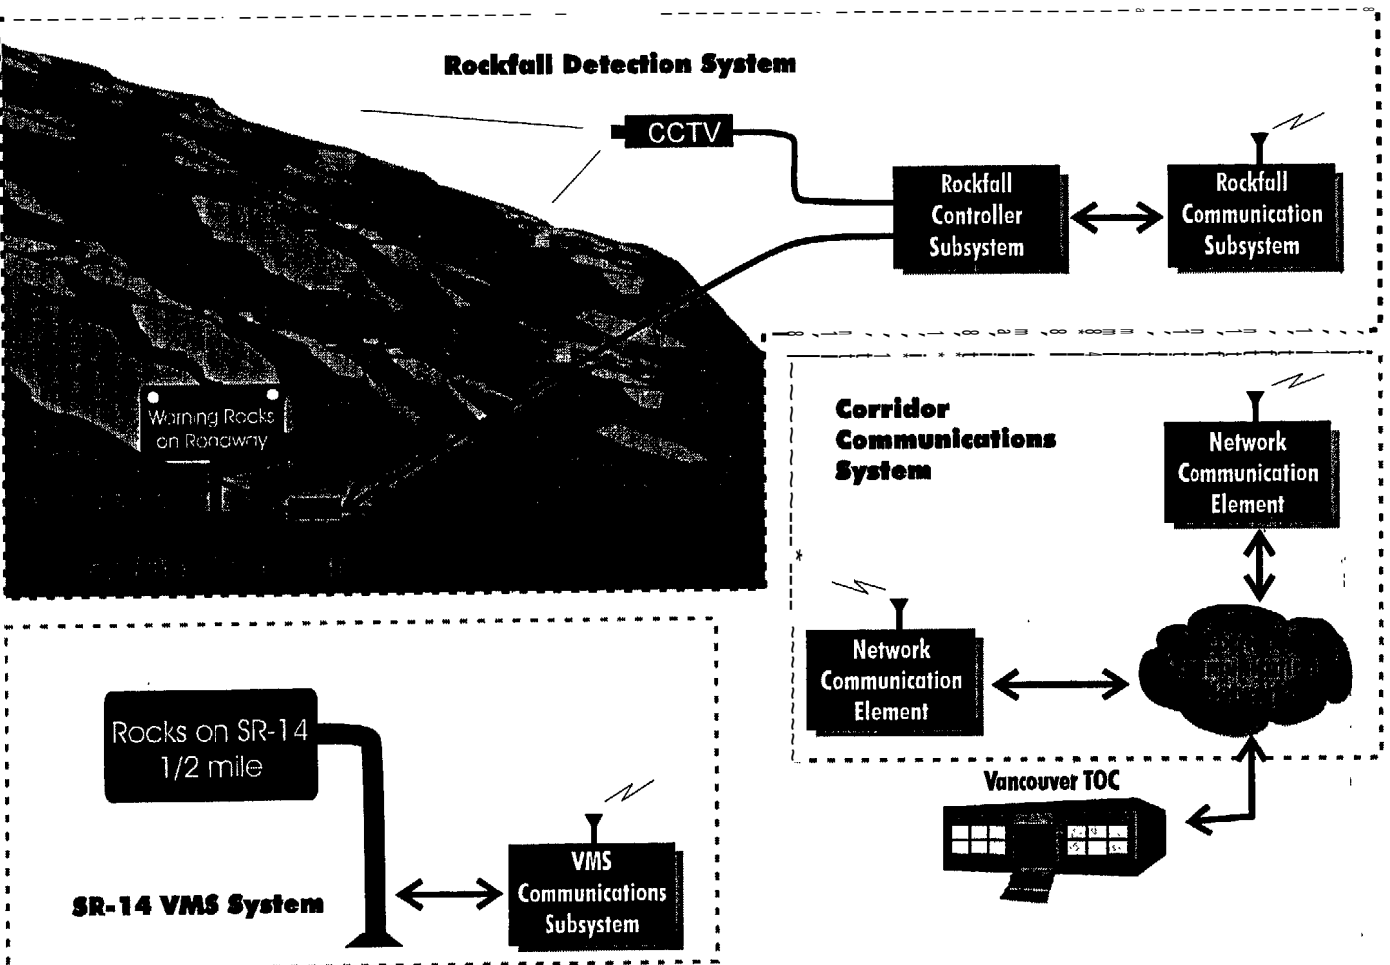 Rockfall Detection System
CCTV
Rockfall
Controller
Subsystem
Rockfall
Communication
Subsystem
Warning Rocks
on Roadway
Corridor
Communications
System
Network
Communication
Element
Network
Communication
Element
Rocks on SR-14
1/2 mile
Vancouver TOC
VMS
Communications
Subsystem
SR-14 VMS System